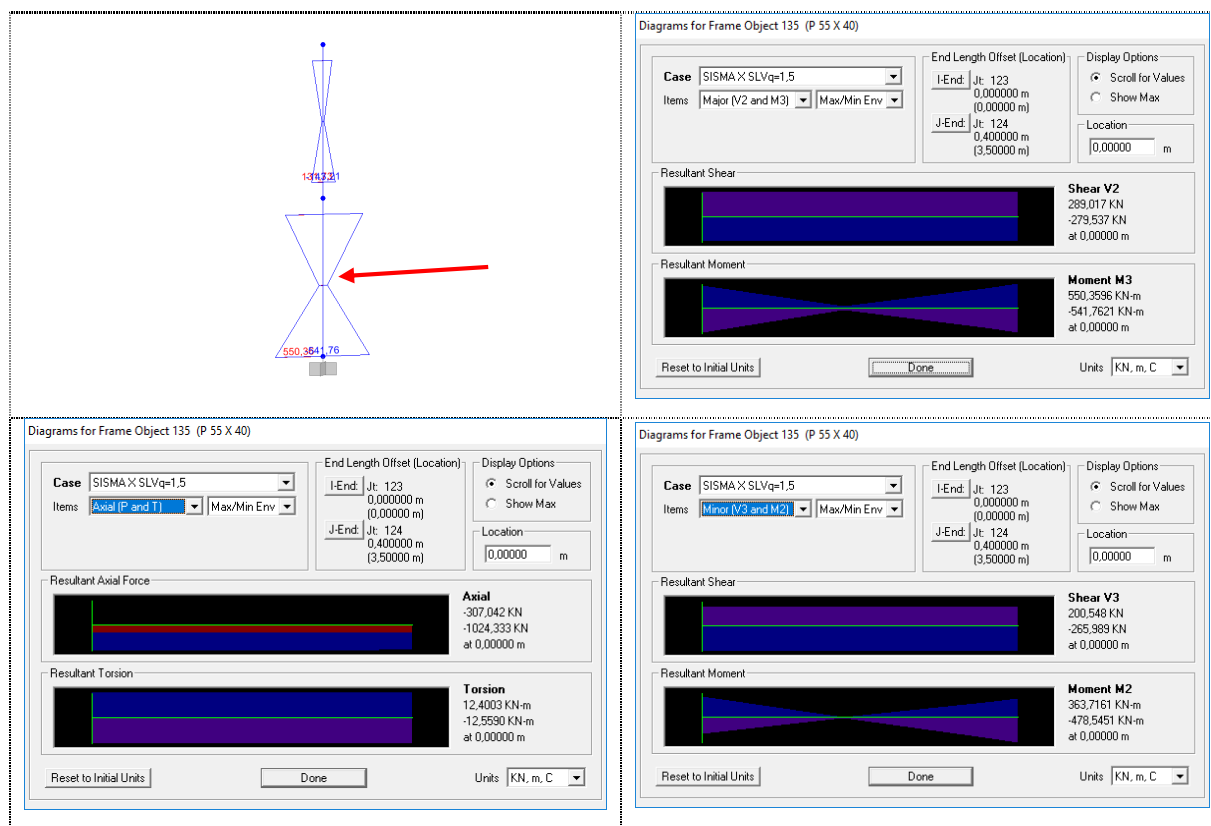 Diagrams for Frame Object 135 (P 55 X 40)
Case SISMA X SLVq=1,5
Items Major (V2 and M3) Max/Min Env
End Length Offset (Location)
I-End: Jt: 123
0,000000 m
(0,00000 m)
J-End: Jt: 124
0,400000 m
(3,50000 m)
Display Options
Scroll for Values
Show Max
Location
0,00000 m
Resultant Shear
Shear V2
289,017 KN
-279,537 KN
at 0,00000 m
Resultant Moment
Moment M3
550,3596 KN-m
-541,7621 KN-m
at 0,00000 m
Reset to Initial Units
Done
Units KN, m, C
550,36
541,76
Diagrams for Frame Object 135 (P 55 X 40)
Case SISMA X SLVq=1,5
Items Axial (P and T) Max/Min Env
End Length Offset (Location)
I-End: Jt: 123
0,000000 m
(0,00000 m)
J-End: Jt: 124
0,400000 m
(3,50000 m)
Display Options
Scroll for Values
Show Max
Location
0,00000 m
Resultant Axial Force
Axial
-307,042 KN
-1024,333 KN
at 0,00000 m
Resultant Torsion
Torsion
12,4003 KN-m
-12,5590 KN-m
at 0,00000 m
Reset to Initial Units
Done
Units KN, m, C
Diagrams for Frame Object 135 (P 55 X 40)
Case SISMA X SLVq=1,5
Items Minor (V3 and M2) Max/Min Env
End Length Offset (Location)
I-End: Jt: 123
0,000000 m
(0,00000 m)
J-End: Jt: 124
0,400000 m
(3,50000 m)
Display Options
Scroll for Values
Show Max
Location
0,00000 m
Resultant Shear
Shear V3
200,548 KN
-265,989 KN
at 0,00000 m
Resultant Moment
Moment M2
363,7161 KN-m
-478,5451 KN-m
at 0,00000 m
Reset to Initial Units
Done
Units KN, m, C